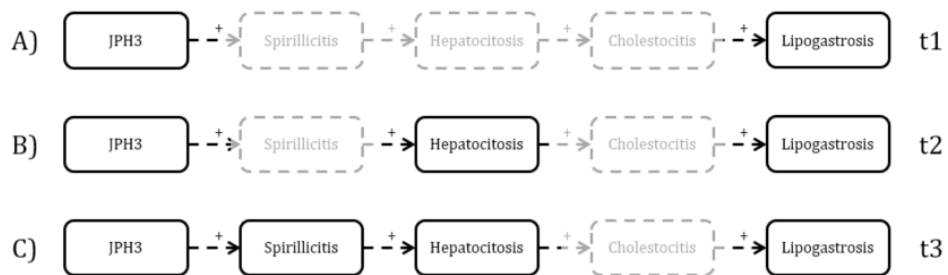 A) JPH3 + Spirillicitis + Hepatocitosis + Cholestocitis + Lipogastrosis t1
B) JPH3 + Spirillicitis + Hepatocitosis + Cholestocitis + Lipogastrosis t2
C) JPH3 + Spirillicitis + Hepatocitosis + Cholestocitis + Lipogastrosis t3